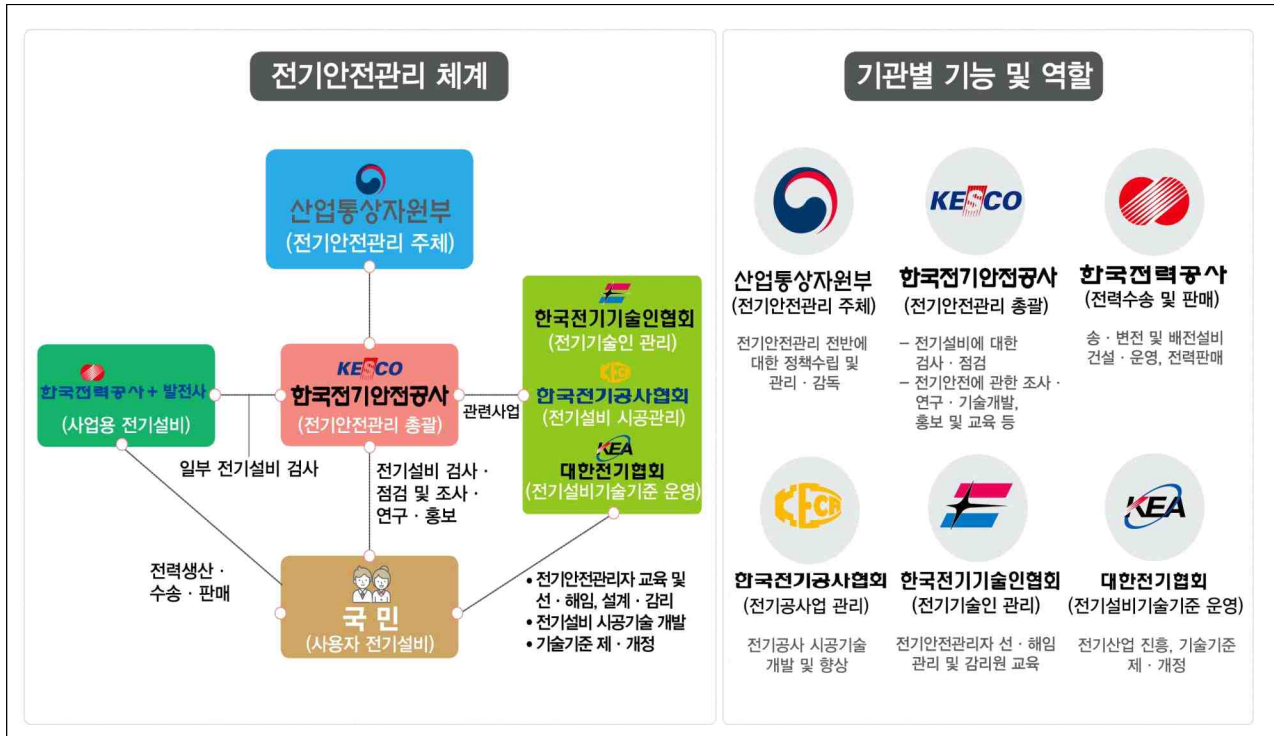 전기안전관리 체계
산업통상자원부
(전기안전관리 주체)
한국전기기술인협회
(전기기술인 관리)
한국전기공사협회
(전기설비 시공관리)
KEA
대한전기협회
(전기설비기술기준 운영)
한국전력공사 + 발전사
(사업용 전기설비)
KESCO
한국전기안전공사
(전기안전관리 총괄)
관련사업
일부 전기설비 검사
전기설비 검사 ·
점검 및 조사 ·
연구 · 홍보
전력생산 ·
수송 · 판매
국 민
(사용자 전기설비)
• 전기안전관리자 교육 및
선 · 해임, 설계 · 감리
• 전기설비 시공기술 개발
• 기술기준 제 · 개정
기관별 기능 및 역할
산업통상자원부
(전기안전관리 주체)
전기안전관리 전반에
대한 정책수립 및
관리 · 감독
KESCO
한국전기안전공사
(전기안전관리 총괄)
– 전기설비에 대한
검사 · 점검
– 전기안전에 관한 조사 ·
연구 · 기술개발,
홍보 및 교육 등
한국전력공사
(전력수송 및 판매)
송 · 변전 및 배전설비
건설 · 운영, 전력판매
KECA
한국전기공사협회
(전기공사업 관리)
전기공사 시공기술
개발 및 향상
한국전기기술인협회
(전기기술인 관리)
전기안전관리자 선 · 해임
관리 및 감리원 교육
KEA
대한전기협회
(전기설비기술기준 운영)
전기산업 진흥, 기술기준
제 · 개정